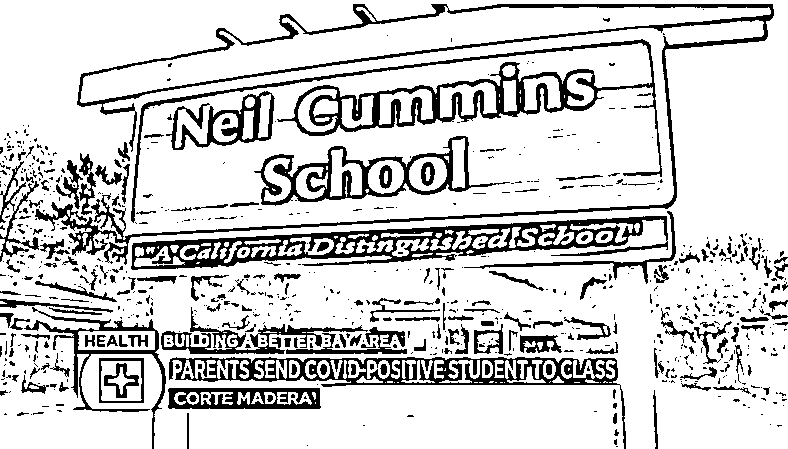 Neil Cummins
School
"A California Distinguished School"
HEALTH
BUILDING A BETTER BAY AREA
PARENTS SEND COVID-POSITIVE STUDENT TO CLASS
CORTE MADERA